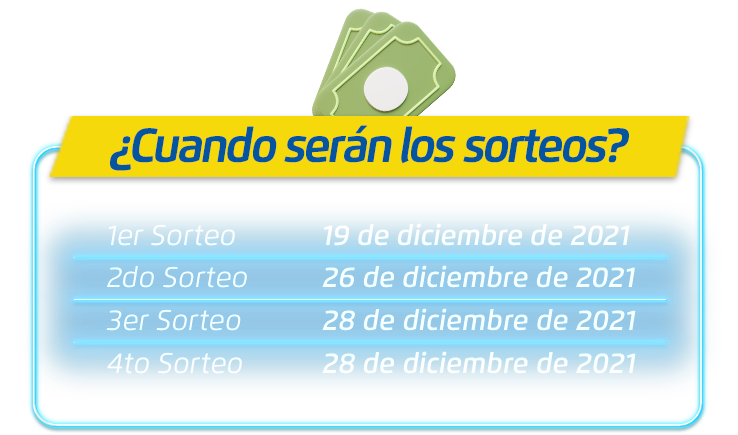 ¿Cuando serán los sorteos?
1er Sorteo 19 de diciembre de 2021
2do Sorteo 26 de diciembre de 2021
3er Sorteo 28 de diciembre de 2021
4to Sorteo 28 de diciembre de 2021